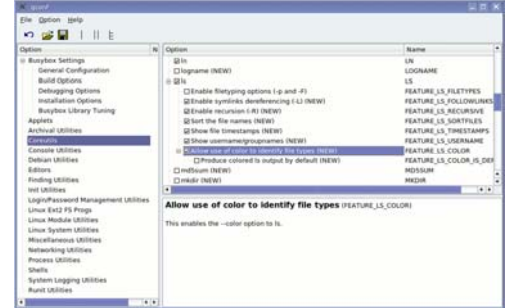 qconf
File Option Help
Option
Busybox Settings
General Configuration
Build Options
Debugging Options
Installation Options
Busybox Library Tuning
Applets
Archival Utilities
Coreutils
Console Utilities
Debian Utilities
Editors
Finding Utilities
Init Utilities
Login/Password Management Utilities
Linux Ext2 FS Progs
Linux Module Utilities
Linux System Utilities
Miscellaneous Utilities
Networking Utilities
Process Utilities
Shells
System Logging Utilities
Runit Utilities
N
Option Name
ln LN
logname (NEW) LOGNAME
ls LS
Enable filetyping options (-p and -F) FEATURE_LS_FILETYPES
Enable symlinks dereferencing (-L) (NEW) FEATURE_LS_FOLLOWLINKS
Enable recursion (-R) (NEW) FEATURE_LS_RECURSIVE
Sort the file names (NEW) FEATURE_LS_SORTFILES
Show file timestamps (NEW) FEATURE_LS_TIMESTAMPS
Show username/groupnames (NEW) FEATURE_LS_USERNAME
Allow use of color to identify file types (NEW) FEATURE_LS_COLOR
Produce colored ls output by default (NEW) FEATURE_LS_COLOR_IS_DEF
md5sum (NEW) MD5SUM
mkdir (NEW) MKDIR
Allow use of color to identify file types (FEATURE_LS_COLOR)
This enables the --color option to ls.